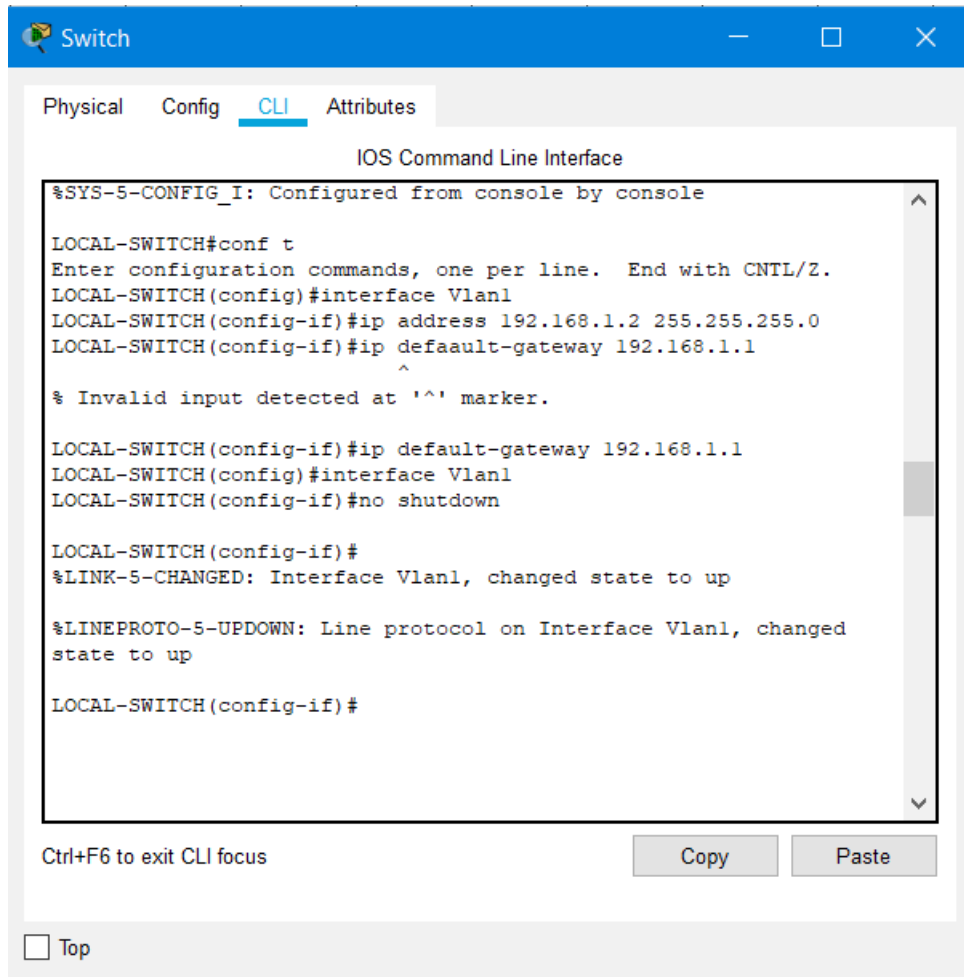 Switch
Physical Config CLI Attributes
IOS Command Line Interface
%SYS-5-CONFIG_I: Configured from console by console
LOCAL-SWITCH#conf t
Enter configuration commands, one per line.  End with CNTL/Z.
LOCAL-SWITCH(config)#interface Vlan1
LOCAL-SWITCH(config-if)#ip address 192.168.1.2 255.255.255.0
LOCAL-SWITCH(config-if)#ip defaault-gateway 192.168.1.1
^
% Invalid input detected at '^' marker.
LOCAL-SWITCH(config-if)#ip default-gateway 192.168.1.1
LOCAL-SWITCH(config)#interface Vlan1
LOCAL-SWITCH(config-if)#no shutdown
LOCAL-SWITCH(config-if)#
%LINK-5-CHANGED: Interface Vlan1, changed state to up
%LINEPROTO-5-UPDOWN: Line protocol on Interface Vlan1, changed
state to up
LOCAL-SWITCH(config-if)#
Ctrl+F6 to exit CLI focus
Copy Paste
Top